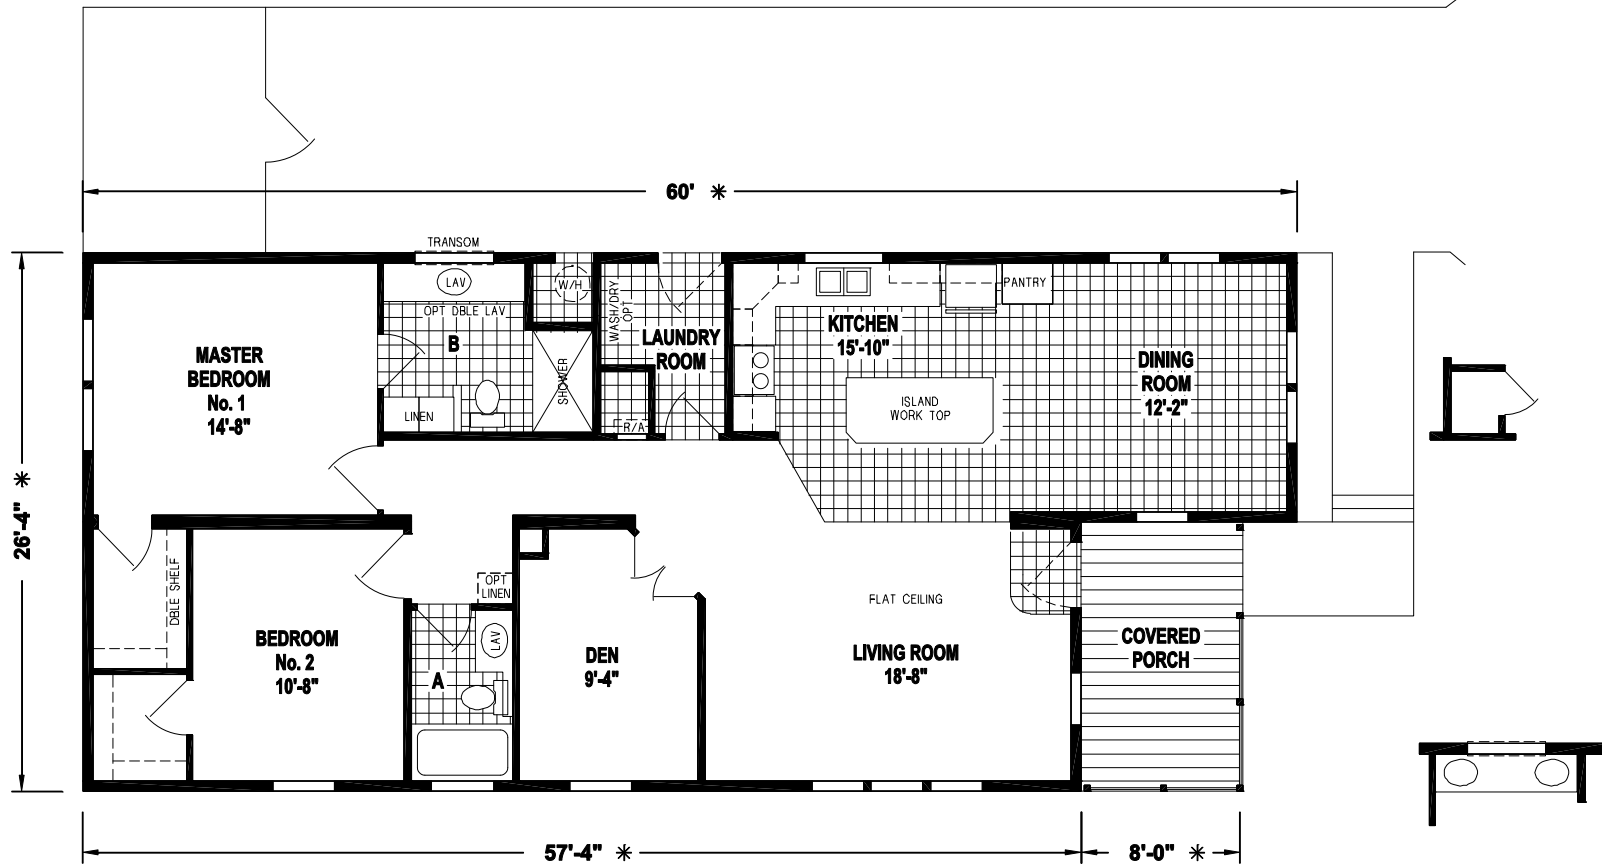 60' ✳
TRANSOM
LAV
OPT DBLE LAV
B
W/H
WASH/DRY
OPT
LAUNDRY
ROOM
KITCHEN
15'-10"
PANTRY
DINING
ROOM
12'-2"
ISLAND
WORK TOP
MASTER
BEDROOM
No. 1
14'-8"
SHOWER
LINEN
R/A
26'-4" ✳
DBLE SHELF
OPT
LINEN
FLAT CEILING
BEDROOM
No. 2
10'-8"
LAV
A
DEN
9'-4"
LIVING ROOM
18'-8"
COVERED
PORCH
57'-4" ✳
8'-0" ✳